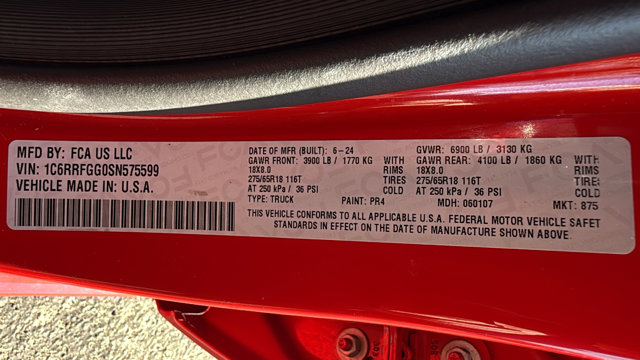 MFD BY: FCA US LLC
VIN: 1C6RRFGG0SN575599
VEHICLE MADE IN: U.S.A.
DATE OF MFR (BUILT): 6-24
GAWR FRONT: 3900 LB / 1770 KG WITH
18X8.0 RIMS
275/65R18 116T TIRES
AT 250 kPa / 36 PSI COLD
TYPE: TRUCK PAINT: PR4
GVWR: 6900 LB / 3130 KG
GAWR REAR: 4100 LB / 1860 KG WITH
18X8.0 RIMS
275/65R18 116T TIRES
AT 250 kPa / 36 PSI COLD
MDH: 060107 MKT: 875
THIS VEHICLE CONFORMS TO ALL APPLICABLE U.S.A. FEDERAL MOTOR VEHICLE SAFET
STANDARDS IN EFFECT ON THE DATE OF MANUFACTURE SHOWN ABOVE.